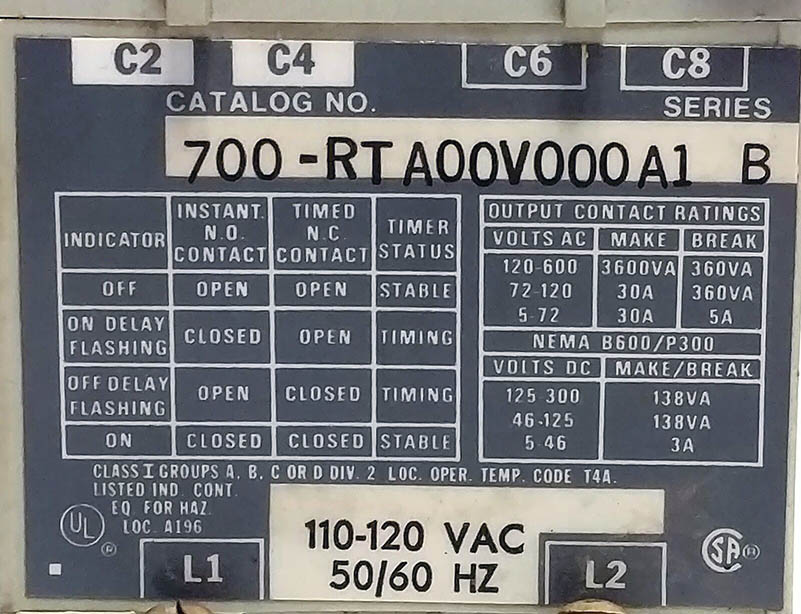 C2 C4 C6 C8
CATALOG NO. SERIES
700-RTA00V000A1 B
INDICATOR INSTANT. N.O. CONTACT TIMED N.C. CONTACT TIMER STATUS
OFF OPEN OPEN STABLE
ON DELAY FLASHING CLOSED OPEN TIMING
OFF DELAY FLASHING OPEN CLOSED TIMING
ON CLOSED CLOSED STABLE
OUTPUT CONTACT RATINGS
VOLTS AC MAKE BREAK
120-600 3600VA 360VA
72-120 30A 360VA
5-72 30A 5A
NEMA B600/P300
VOLTS DC MAKE/BREAK
125-300 138VA
46-125 138VA
5-46 3A
CLASS I GROUPS A, B, C OR D DIV. 2 LOC. OPER. TEMP. CODE T4A.
LISTED IND. CONT.
EQ. FOR HAZ.
LOC. A196
UL ®
110-120 VAC
50/60 HZ
SA ®
L1 L2